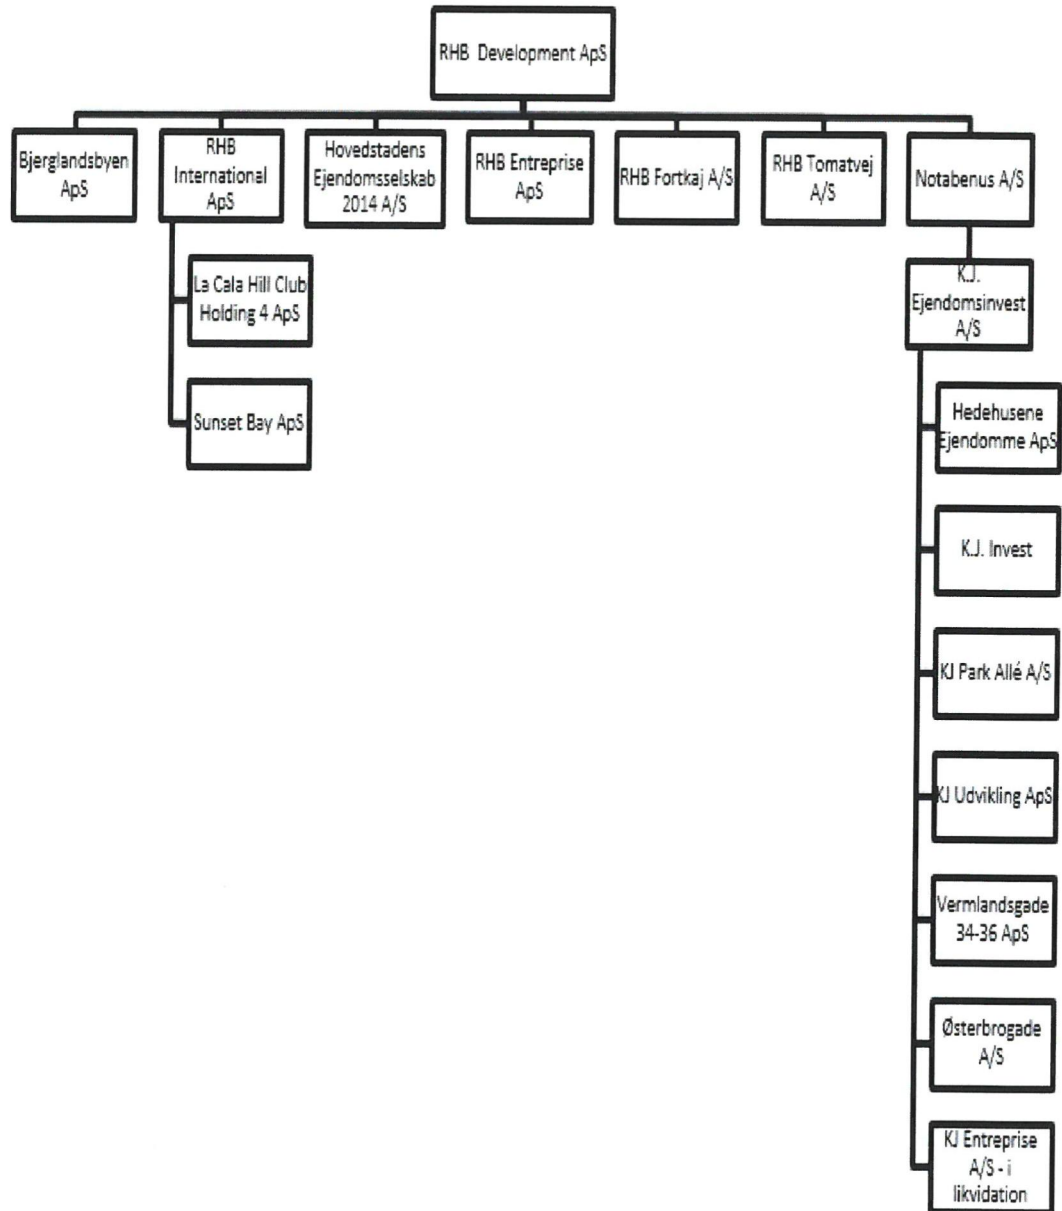 RHB Development ApS
Bjerglandsbyen
ApS
RHB
International
ApS
Hovedstadens
Ejendomsselskab
2014 A/S
RHB Entreprise
ApS
RHB Fortkaj A/S
RHB Tomatvej
A/S
Notabenus A/S
La Cala Hill Club
Holding 4 ApS
Sunset Bay ApS
K.J.
Ejendomsinvest
A/S
Hedehusene
Ejendomme ApS
K.J. Invest
KJ Park Allé A/S
KJ Udvikling ApS
Vermlandsgade
34-36 ApS
Østerbrogade
A/S
KJ Entreprise
A/S - i
likvidation